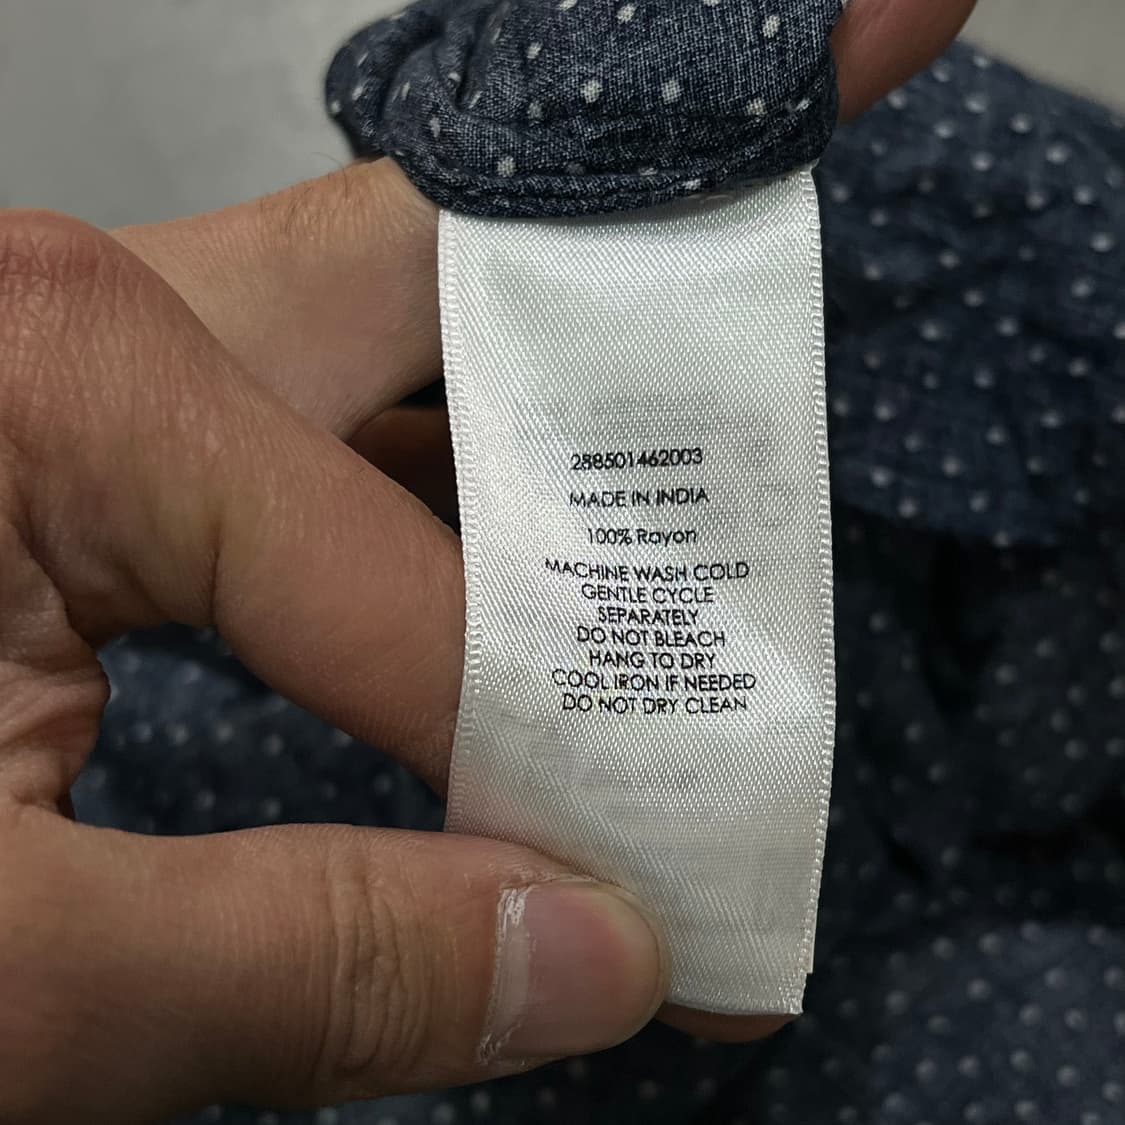 288501462003
MADE IN INDIA
100% Rayon
MACHINE WASH COLD
GENTLE CYCLE
SEPARATELY
DO NOT BLEACH
HANG TO DRY
COOL IRON IF NEEDED
DO NOT DRY CLEAN